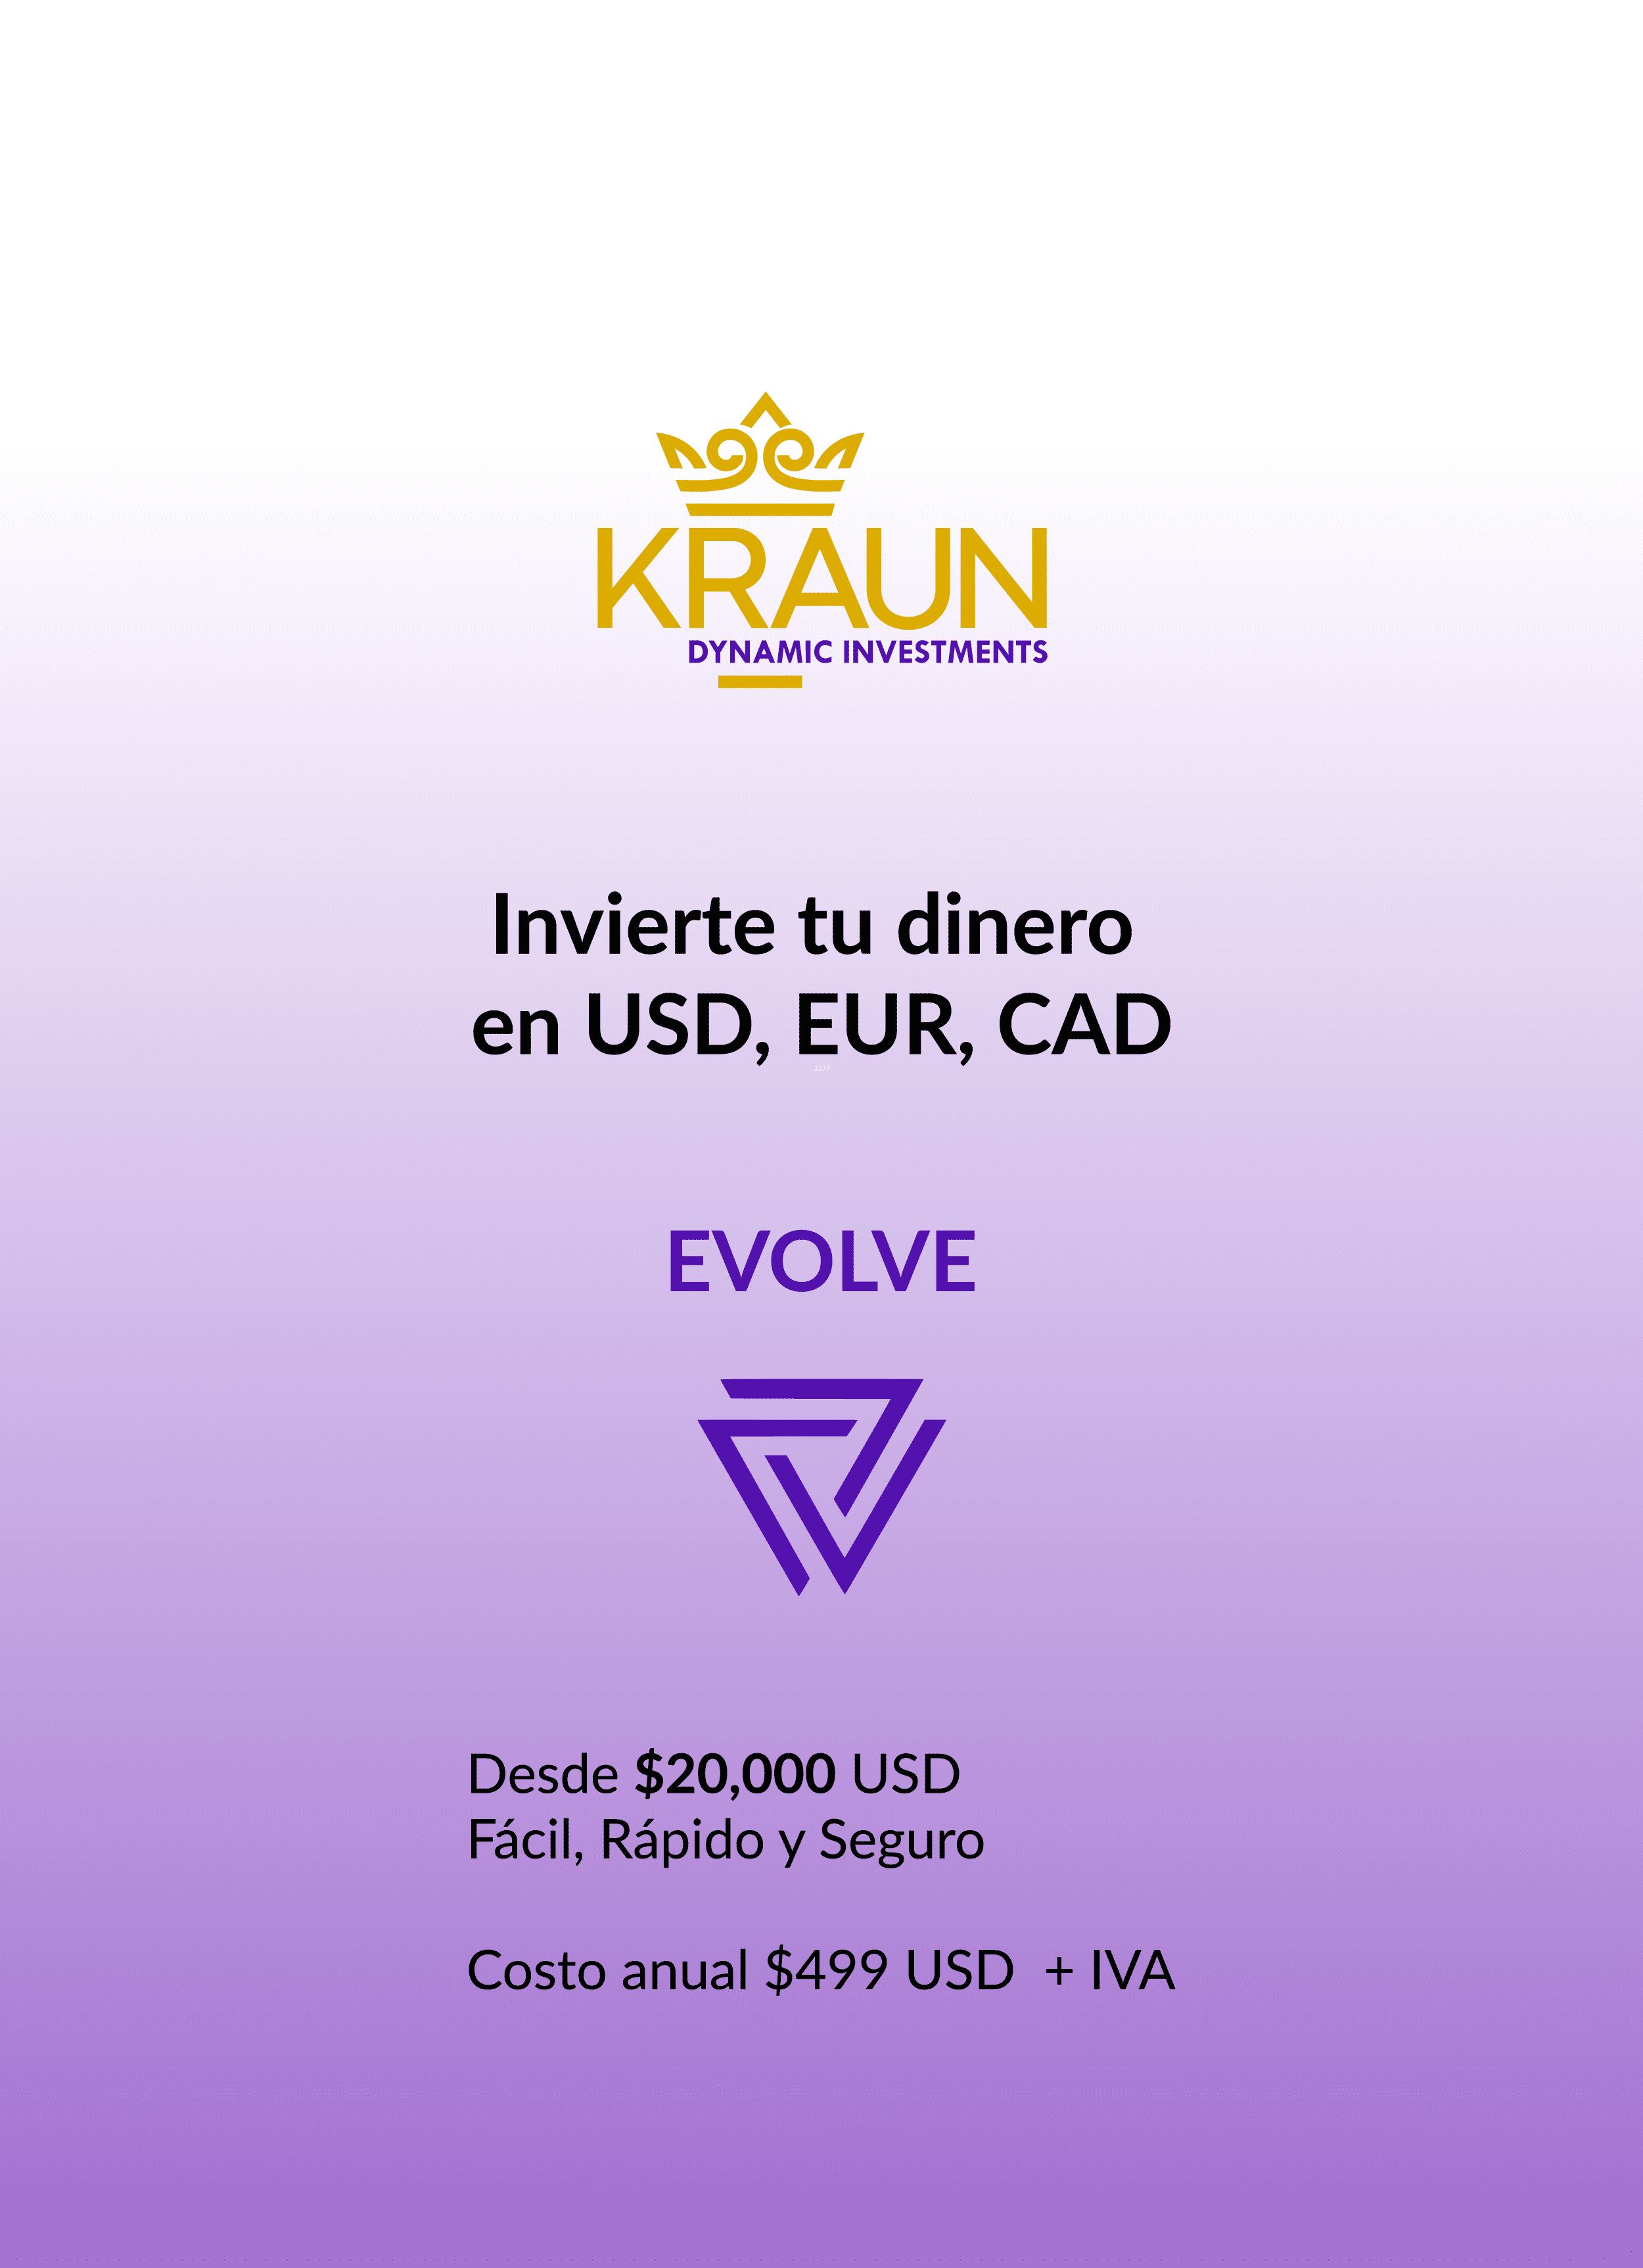 KRAUN
DYNAMIC INVESTMENTS
Invierte tu dinero
en USD, EUR, CAD
2277
EVOLVE
Desde $20,000 USD
Fácil, Rápido y Seguro
Costo anual $499 USD + IVA